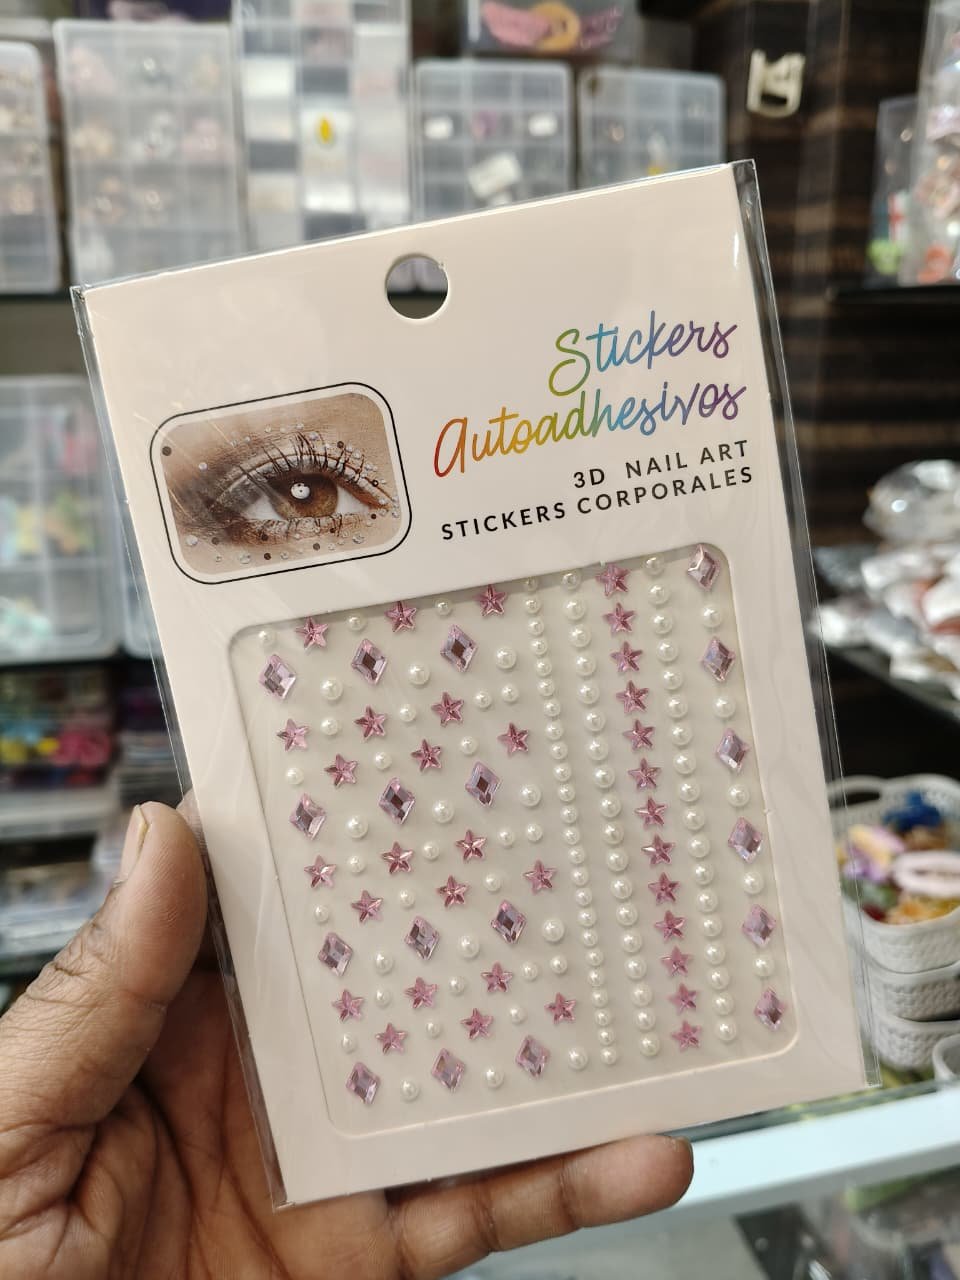 Stickers
Autoadhesivos
3D NAIL ART
STICKERS CORPORALES